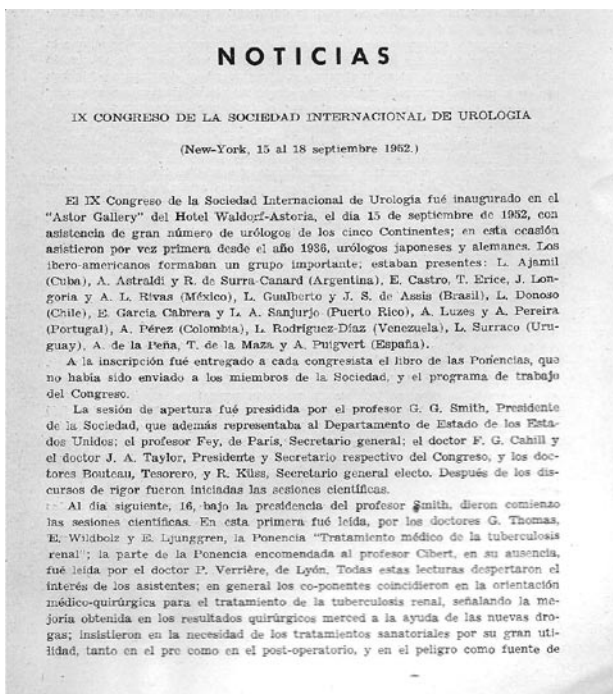 NOTICIAS
IX CONGRESO DE LA SOCIEDAD INTERNACIONAL DE UROLOGIA
(New-York, 15 al 18 septiembre 1952.)
El IX Congreso de la Sociedad Internacional de Urología fué inaugurado en el
"Astor Gallery" del Hotel Waldorf-Astoria, el día 15 de septiembre de 1952, con
asistencia de gran número de urólogos de los cinco Continentes; en esta ocasión
asistieron por vez primera desde el año 1936, urólogos japoneses y alemanes. Los
ibero-americanos formaban un grupo importante; estaban presentes: L. Ajamil
(Cuba), A. Astraldi y R. de Surra-Canard (Argentina), E. Castro, T. Erice, J. Lon-
goria y A. L. Rivas (México), L. Gualberto y J. S. de Assis (Brasil), L. Donoso
(Chile), E. García Cabrera y L. A. Sanjurjo (Puerto Rico), A. Luzes y A. Pereira
(Portugal), A. Pérez (Colombia), L. Rodríguez-Díaz (Venezuela), L. Surraco (Uru-
guay), A. de la Peña, T. de la Maza y A. Puigvert (España).
A la inscripción fué entregado a cada congresista el libro de las Ponencias, que
no había sido enviado a los miembros de la Sociedad, y el programa de trabajo
del Congreso.
La sesión de apertura fué presidida por el profesor G. G. Smith, Presidente
de la Sociedad, que además representaba al Departamento de Estado de los Esta-
dos Unidos; el profesor Fey, de París, Secretario general; el doctor F. G. Cahill y
el doctor J. A. Taylor, Presidente y Secretario respectivo del Congreso, y los doc-
tores Bouteau, Tesorero, y R. Küss, Secretario general electo. Después de los dis-
cursos de rigor fueron iniciadas las sesiones científicas.
Al día siguiente, 16, bajo la presidencia del profesor Smith, dieron comienzo
las sesiones científicas. En esta primera fué leída, por los doctores G. Thomas,
E. Wildbolz y E. Ljunggren, la Ponencia "Tratamiento médico de la tuberculosis
renal"; la parte de la Ponencia encomendada al profesor Cibert, en su ausencia,
fué leída por el doctor P. Verrière, de Lyón. Todas estas lecturas despertaron el
interés de los asistentes; en general los co-ponentes coincidieron en la orientación
médico-quirúrgica para el tratamiento de la tuberculosis renal, señalando la me-
joría obtenida en los resultados quirúrgicos merced a la ayuda de las nuevas dro-
gas; insistieron en la necesidad de los tratamientos sanatoriales por su gran uti-
lidad, tanto en el pre como en el post-operatorio, y en el peligro como fuente de